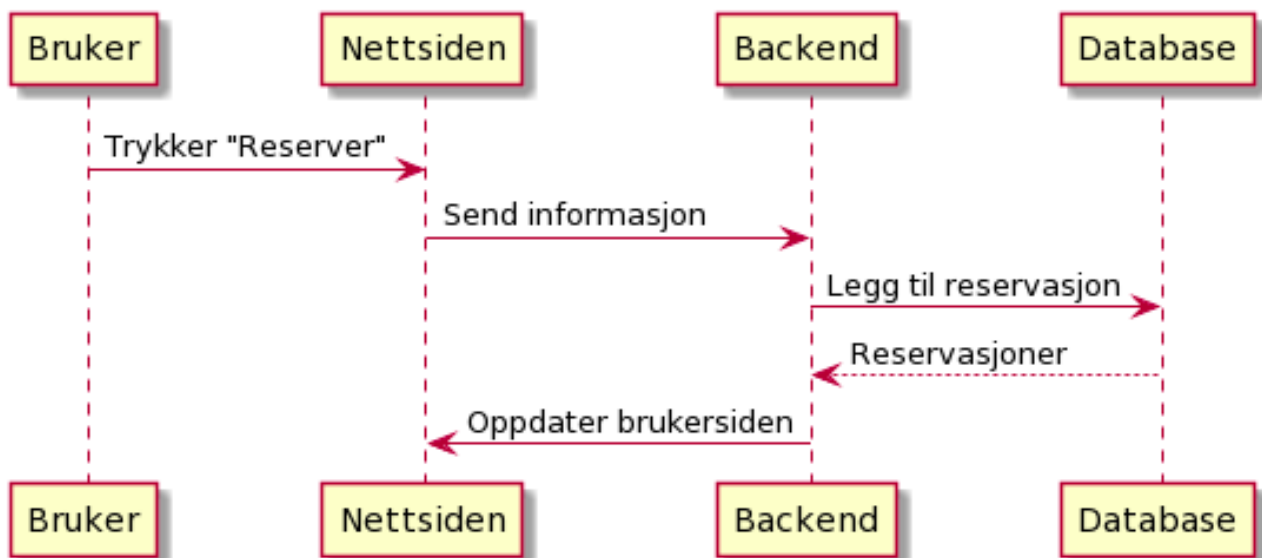 Bruker Nettsiden Backend Database
Trykker "Reserver"
Send informasjon
Legg til reservasjon
Reservasjoner
Oppdater brukersiden
Bruker Nettsiden Backend Database